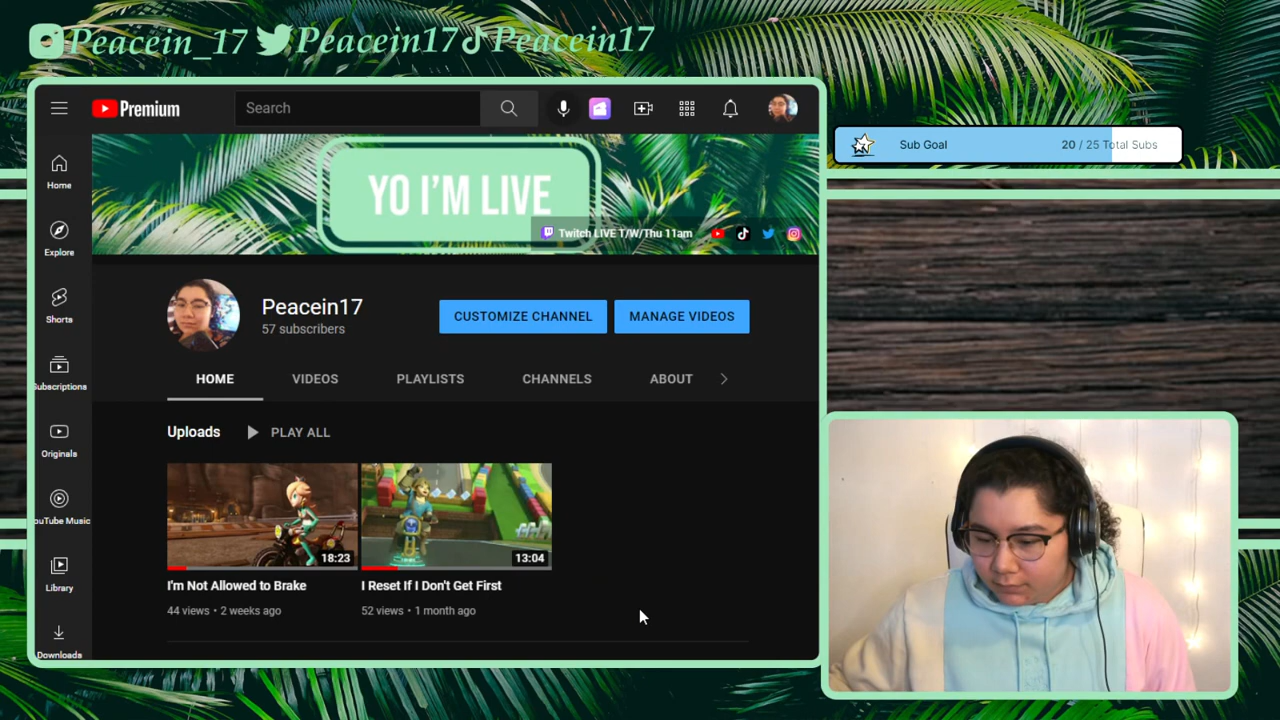 Peacein_17 Peacein17 Peacein17
Premium
Search
Sub Goal
20 / 25 Total Subs
Home
Explore
Shorts
Subscriptions
Originals
YouTube Music
Library
Downloads
YO I'M LIVE
Twitch LIVE T/W/Thu 11am
Peacein17
57 subscribers
CUSTOMIZE CHANNEL
MANAGE VIDEOS
HOME
VIDEOS
PLAYLISTS
CHANNELS
ABOUT
Uploads
PLAY ALL
18:23
13:04
I'm Not Allowed to Brake
44 views • 2 weeks ago
I Reset If I Don't Get First
52 views • 1 month ago